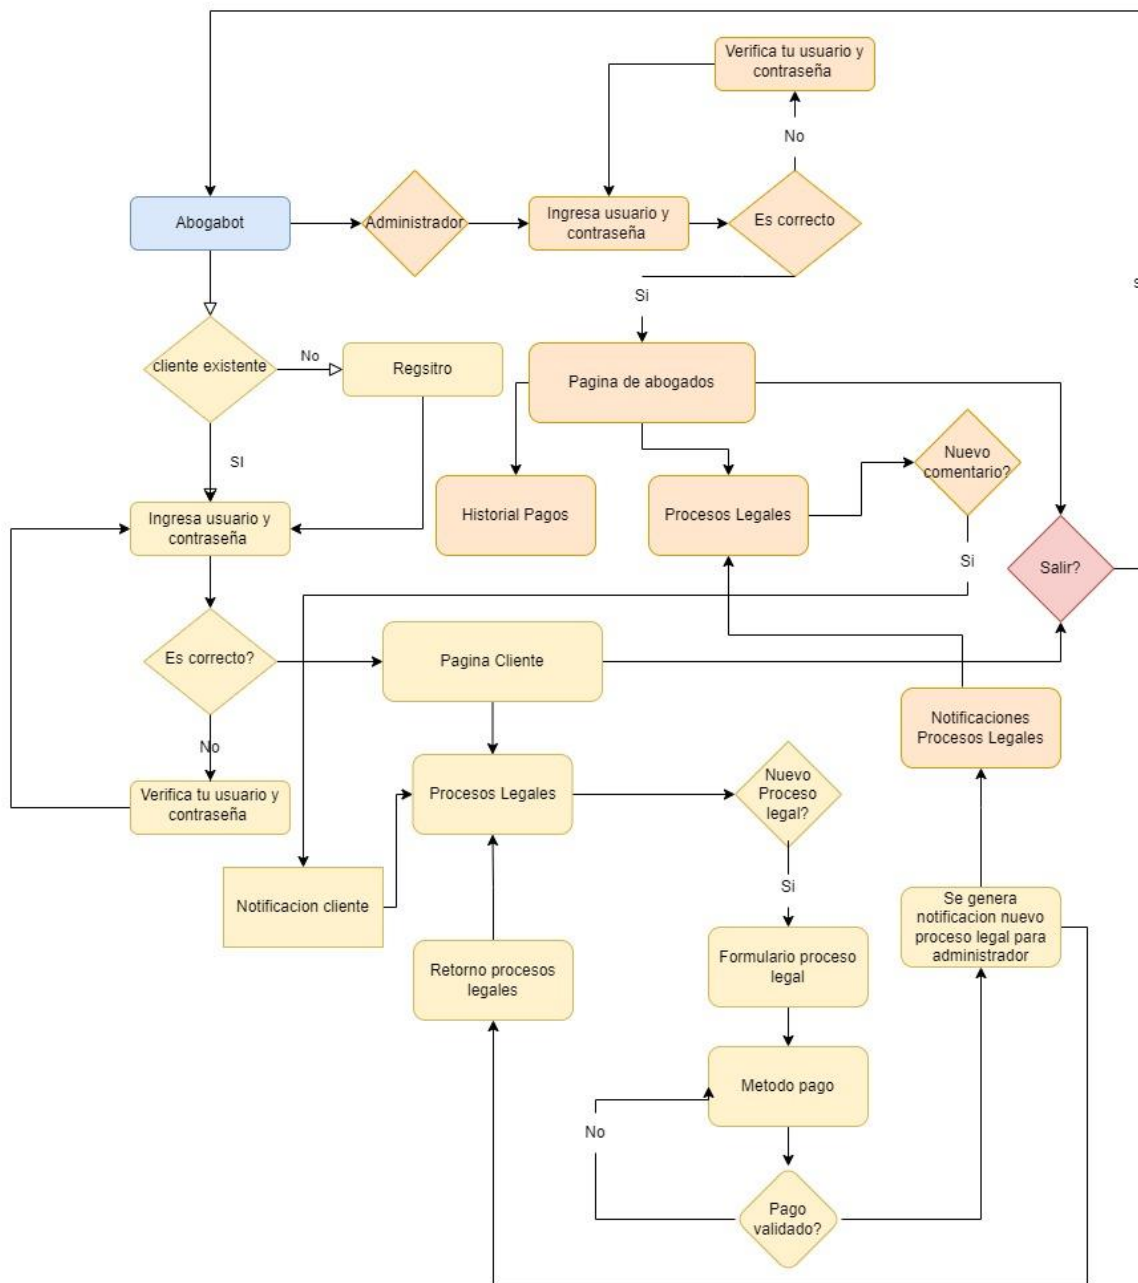 Verifica tu usuario y
contraseña
No
Abogabot
Administrador
Ingresa usuario y
contraseña
Es correcto
Si
s
cliente existente
No
Regsitro
Pagina de abogados
SI
Nuevo
comentario?
Ingresa usuario y
contraseña
Historial Pagos
Procesos Legales
Si
Salir?
Es correcto?
Pagina Cliente
No
Notificaciones
Procesos Legales
Verifica tu usuario y
contraseña
Procesos Legales
Nuevo
Proceso
legal?
Si
Notificacion cliente
Se genera
notificacion nuevo
proceso legal para
administrador
Retorno procesos
legales
Formulario proceso
legal
Metodo pago
No
Pago
validado?